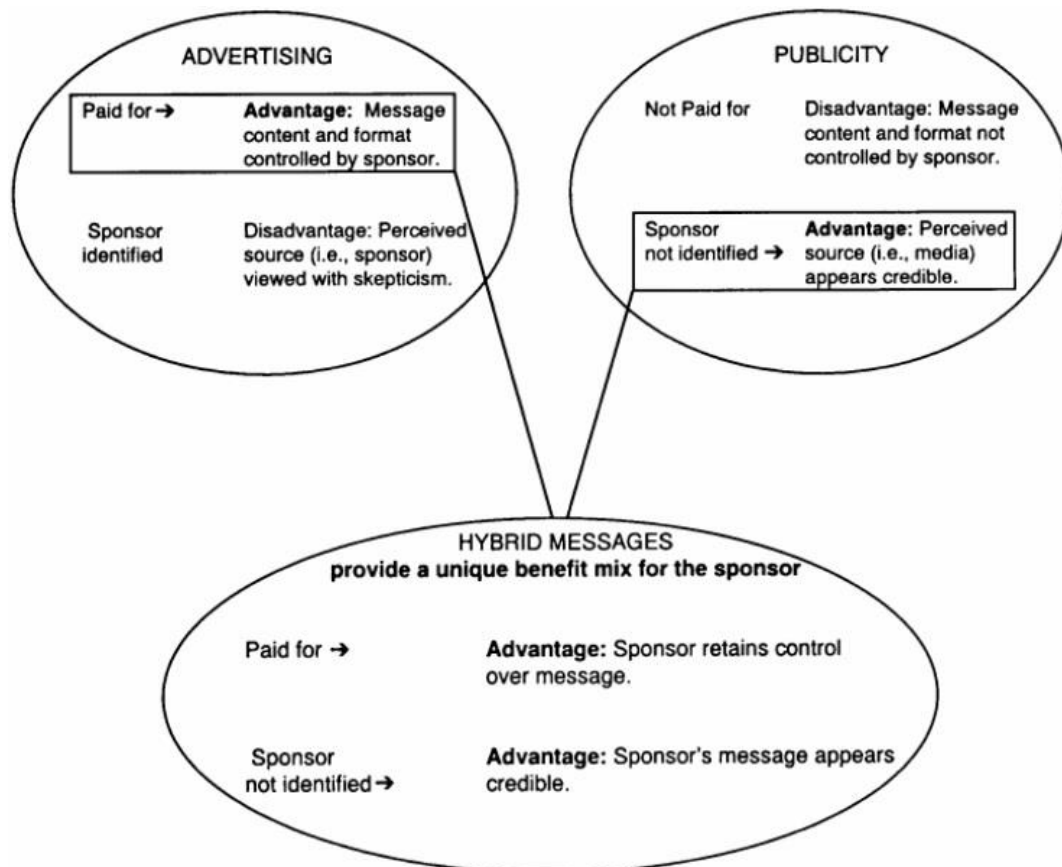 ADVERTISING
Paid for → Advantage: Message
content and format
controlled by sponsor.
Sponsor Disadvantage: Perceived
identified source (i.e., sponsor)
viewed with skepticism.
PUBLICITY
Not Paid for Disadvantage: Message
content and format not
controlled by sponsor.
Sponsor Advantage: Perceived
not identified → source (i.e., media)
appears credible.
HYBRID MESSAGES
provide a unique benefit mix for the sponsor
Paid for → Advantage: Sponsor retains control
over message.
Sponsor Advantage: Sponsor's message appears
not identified → credible.